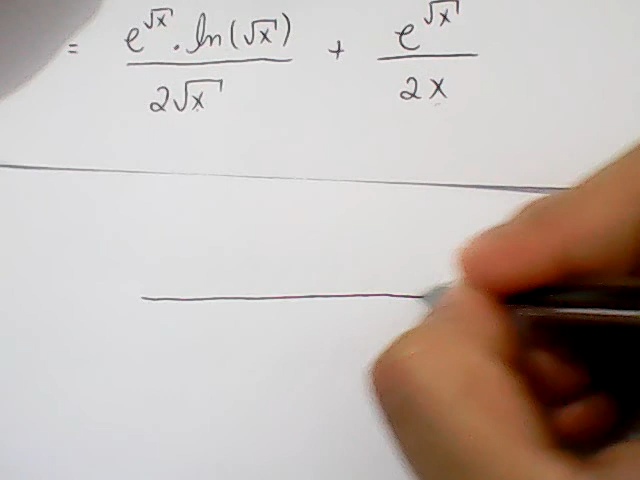 = e^√x . ln(√x) / 2√x + e^√x / 2x